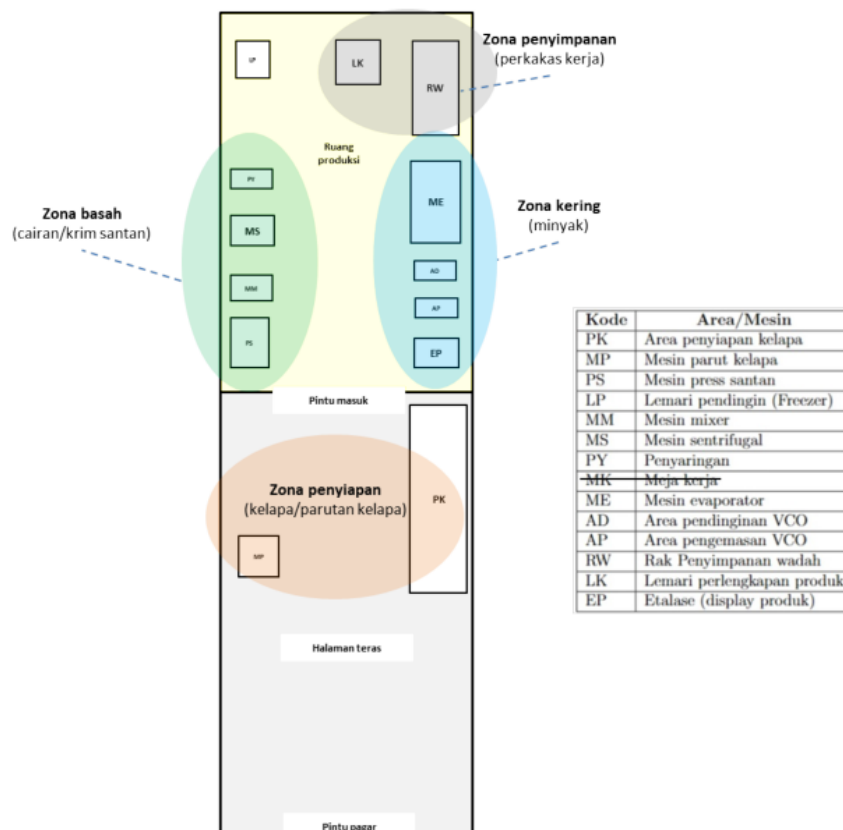 Zona penyimpanan
(perkakas kerja)
LP
LK
RW
Ruang
produksi
PY
MS
MM
PS
ME
AD
AP
EP
Zona basah
(cairan/krim santan)
Zona kering
(minyak)
Pintu masuk
Zona penyiapan
(kelapa/parutan kelapa)
PK
MP
Halaman teras
Pintu pagar
Kode Area/Mesin
PK Area penyiapan kelapa
MP Mesin parut kelapa
PS Mesin press santan
LP Lemari pendingin (Freezer)
MM Mesin mixer
MS Mesin sentrifugal
PY Penyaringan
MK Meja kerja
ME Mesin evaporator
AD Area pendinginan VCO
AP Area pengemasan VCO
RW Rak Penyimpanan wadah
LK Lemari perlengkapan produk
EP Etalase (display produk)